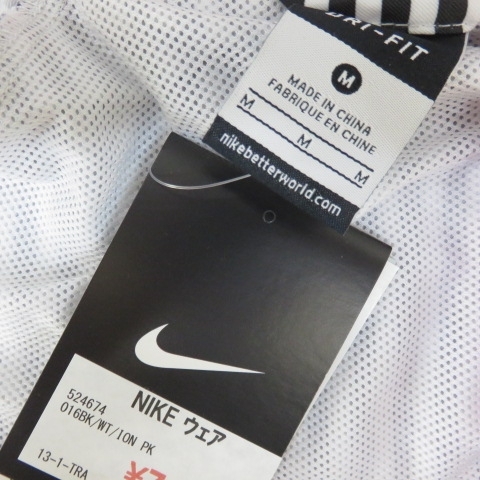 DRI-FIT
M
MADE IN CHINA
FABRIQUE EN CHINE
M
M
M
nikebetterworld.com
NIKE ウェア
524674
016BK/WT/ION PK
13-1-TRA